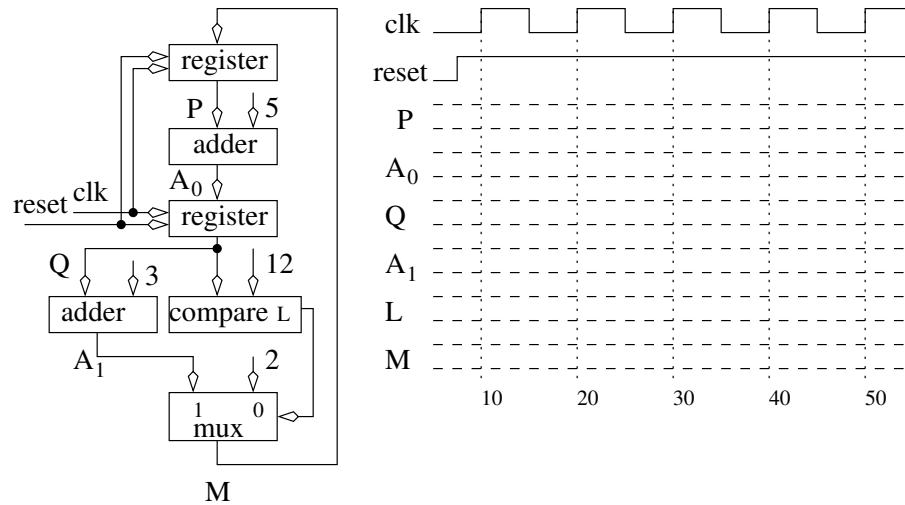 register
P
5
adder
A0
reset
clk
register
Q
3
12
adder
compare L
A1
2
1
0
mux
M
clk
reset
P
A0
Q
A1
L
M
10 20 30 40 50